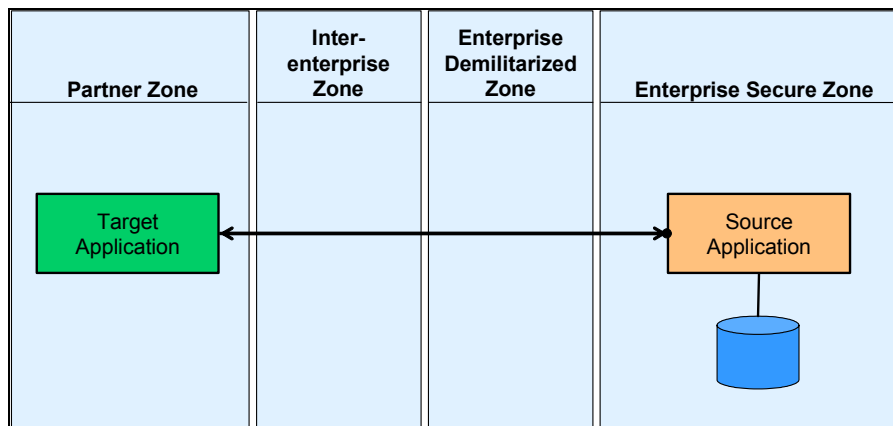 Partner Zone
Inter-
enterprise
Zone
Enterprise
Demilitarized
Zone
Enterprise Secure Zone
Target
Application
Source
Application